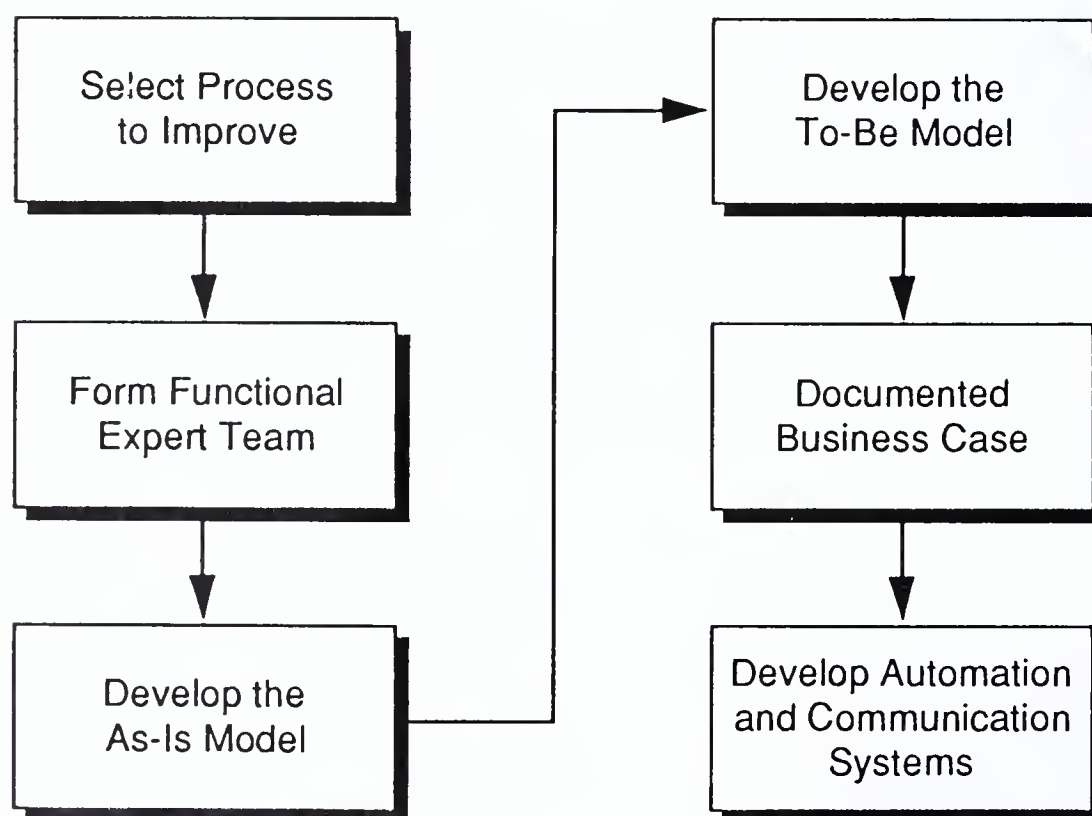 Select Process
to Improve
Form Functional
Expert Team
Develop the
As-Is Model
Develop the
To-Be Model
Documented
Business Case
Develop Automation
and Communication
Systems